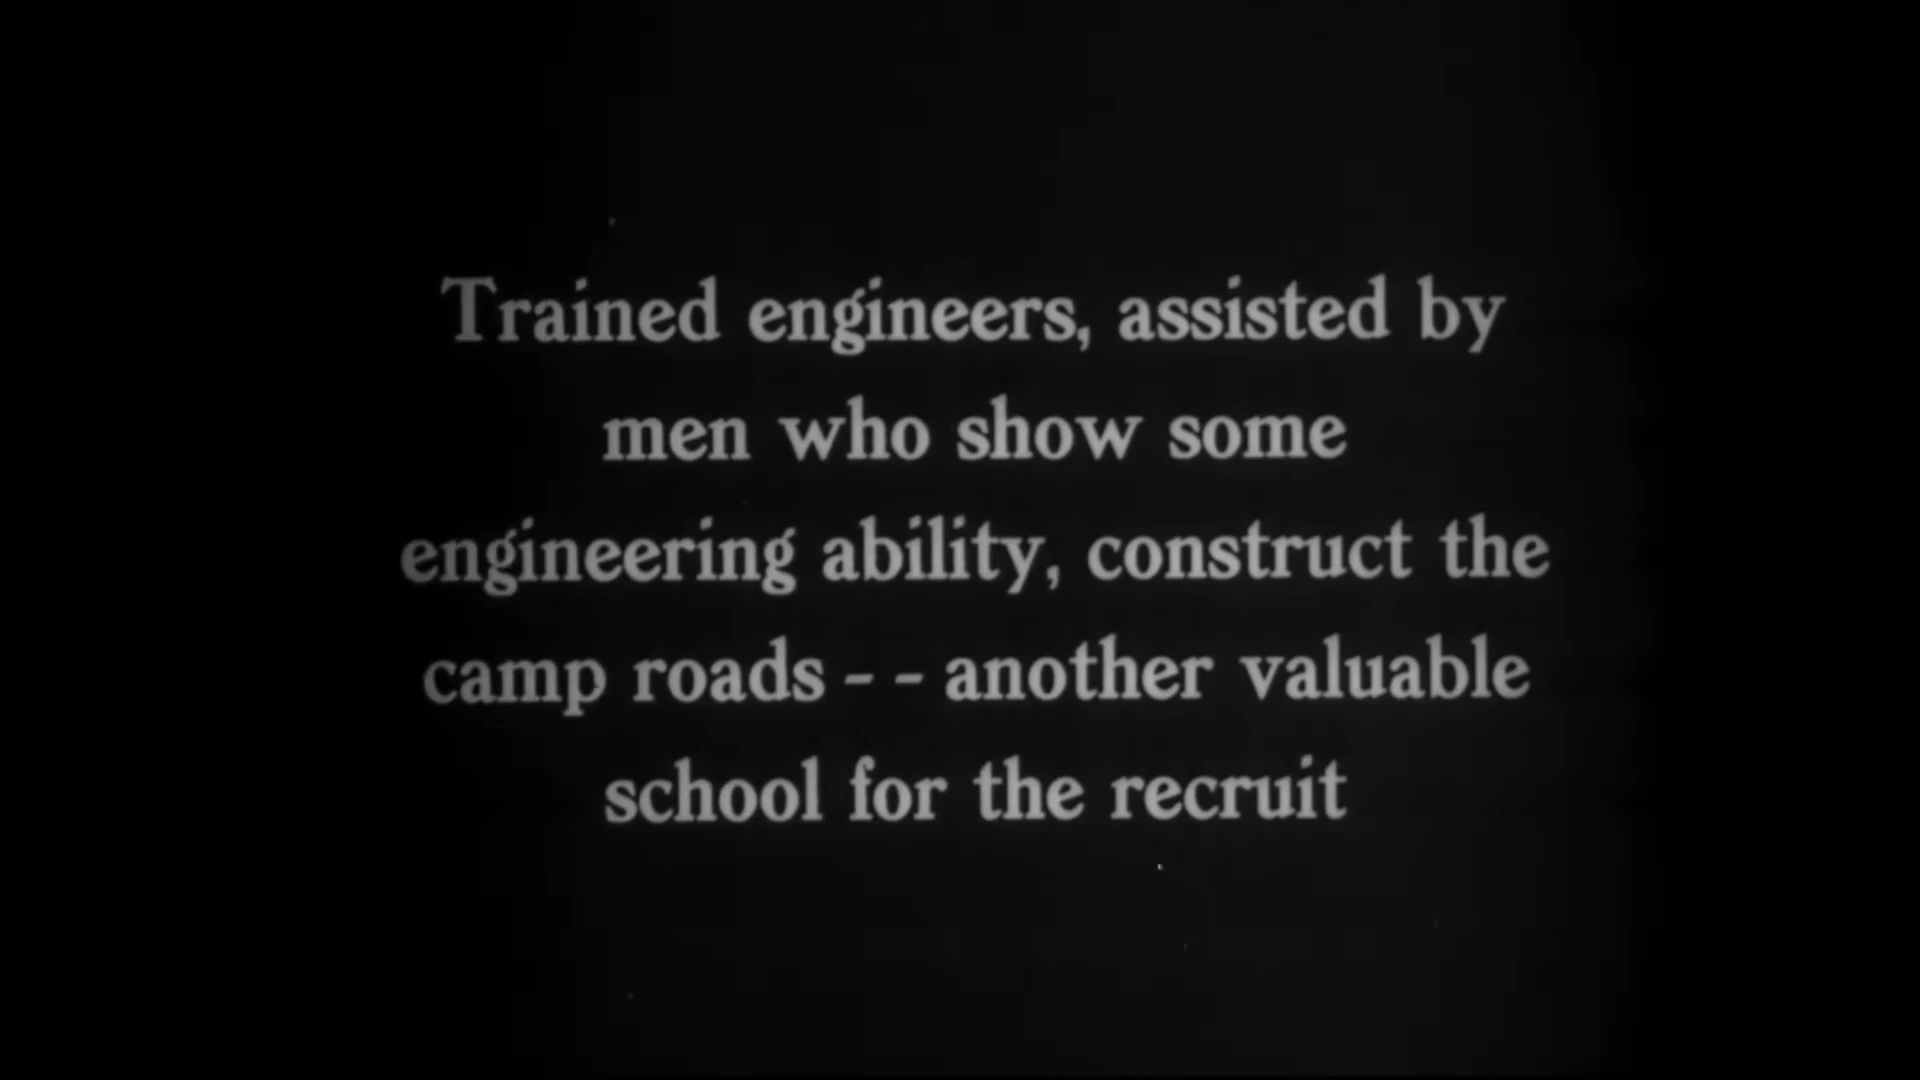 Trained engineers, assisted by
men who show some
engineering ability, construct the
camp roads - - another valuable
school for the recruit